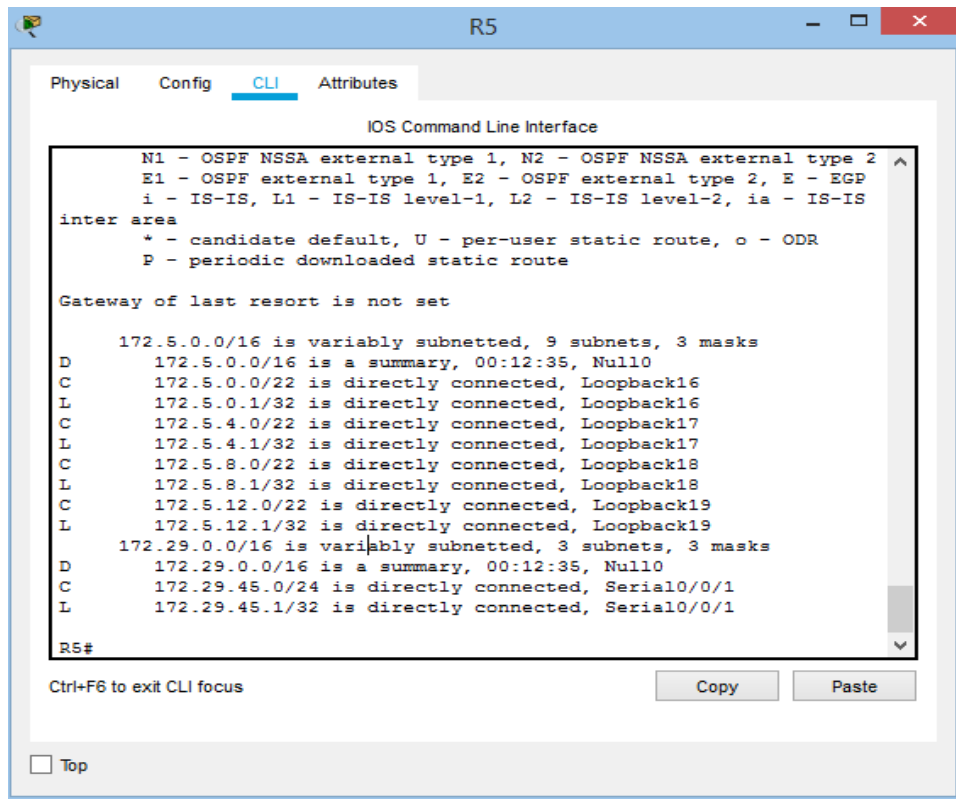 R5
Physical Config CLI Attributes
IOS Command Line Interface
N1 - OSPF NSSA external type 1, N2 - OSPF NSSA external type 2
E1 - OSPF external type 1, E2 - OSPF external type 2, E - EGP
i - IS-IS, L1 - IS-IS level-1, L2 - IS-IS level-2, ia - IS-IS
inter area
* - candidate default, U - per-user static route, o - ODR
P - periodic downloaded static route
Gateway of last resort is not set
172.5.0.0/16 is variably subnetted, 9 subnets, 3 masks
D 172.5.0.0/16 is a summary, 00:12:35, Null0
C 172.5.0.0/22 is directly connected, Loopback16
L 172.5.0.1/32 is directly connected, Loopback16
C 172.5.4.0/22 is directly connected, Loopback17
L 172.5.4.1/32 is directly connected, Loopback17
C 172.5.8.0/22 is directly connected, Loopback18
L 172.5.8.1/32 is directly connected, Loopback18
C 172.5.12.0/22 is directly connected, Loopback19
L 172.5.12.1/32 is directly connected, Loopback19
172.29.0.0/16 is variably subnetted, 3 subnets, 3 masks
D 172.29.0.0/16 is a summary, 00:12:35, Null0
C 172.29.45.0/24 is directly connected, Serial0/0/1
L 172.29.45.1/32 is directly connected, Serial0/0/1
R5#
Ctrl+F6 to exit CLI focus
Copy Paste
Top